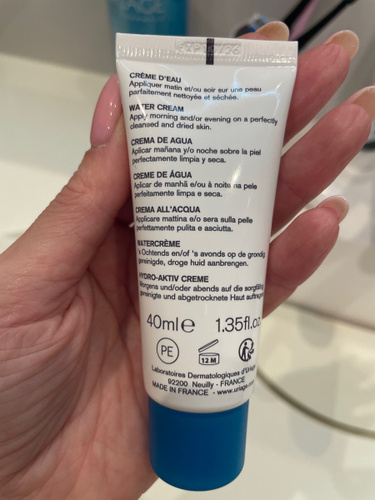 CRÈME D'EAU
Appliquer matin et/ou soir sur une peau
parfaitement nettoyée et séchée.
WATER CREAM
Apply morning and/or evening on a perfectly
cleansed and dried skin.
CREMA DE AGUA
Aplicar mañana y/o noche sobre la piel
perfectamente limpia y seca.
CREME DE ÁGUA
Aplicar de manhã e/ou à noite na pele
perfeitamente limpa e seca.
CREMA ALL'ACQUA
Applicare mattina e/o sera sulla pelle
perfettamente pulita e asciutta.
WATERCRÈME
's Ochtends en/of 's avonds op de grondig
gereinigde, droge huid aanbrengen.
HYDRO-AKTIV CREME
Morgens und/oder abends auf die sorgfältig
gereinigte und abgetrocknete Haut auftragen
40ml e 1.35fl.oz
PE 12 M
Laboratoires Dermatologiques d'Uriage
92200 Neuilly - FRANCE
MADE IN FRANCE - www.uriage.